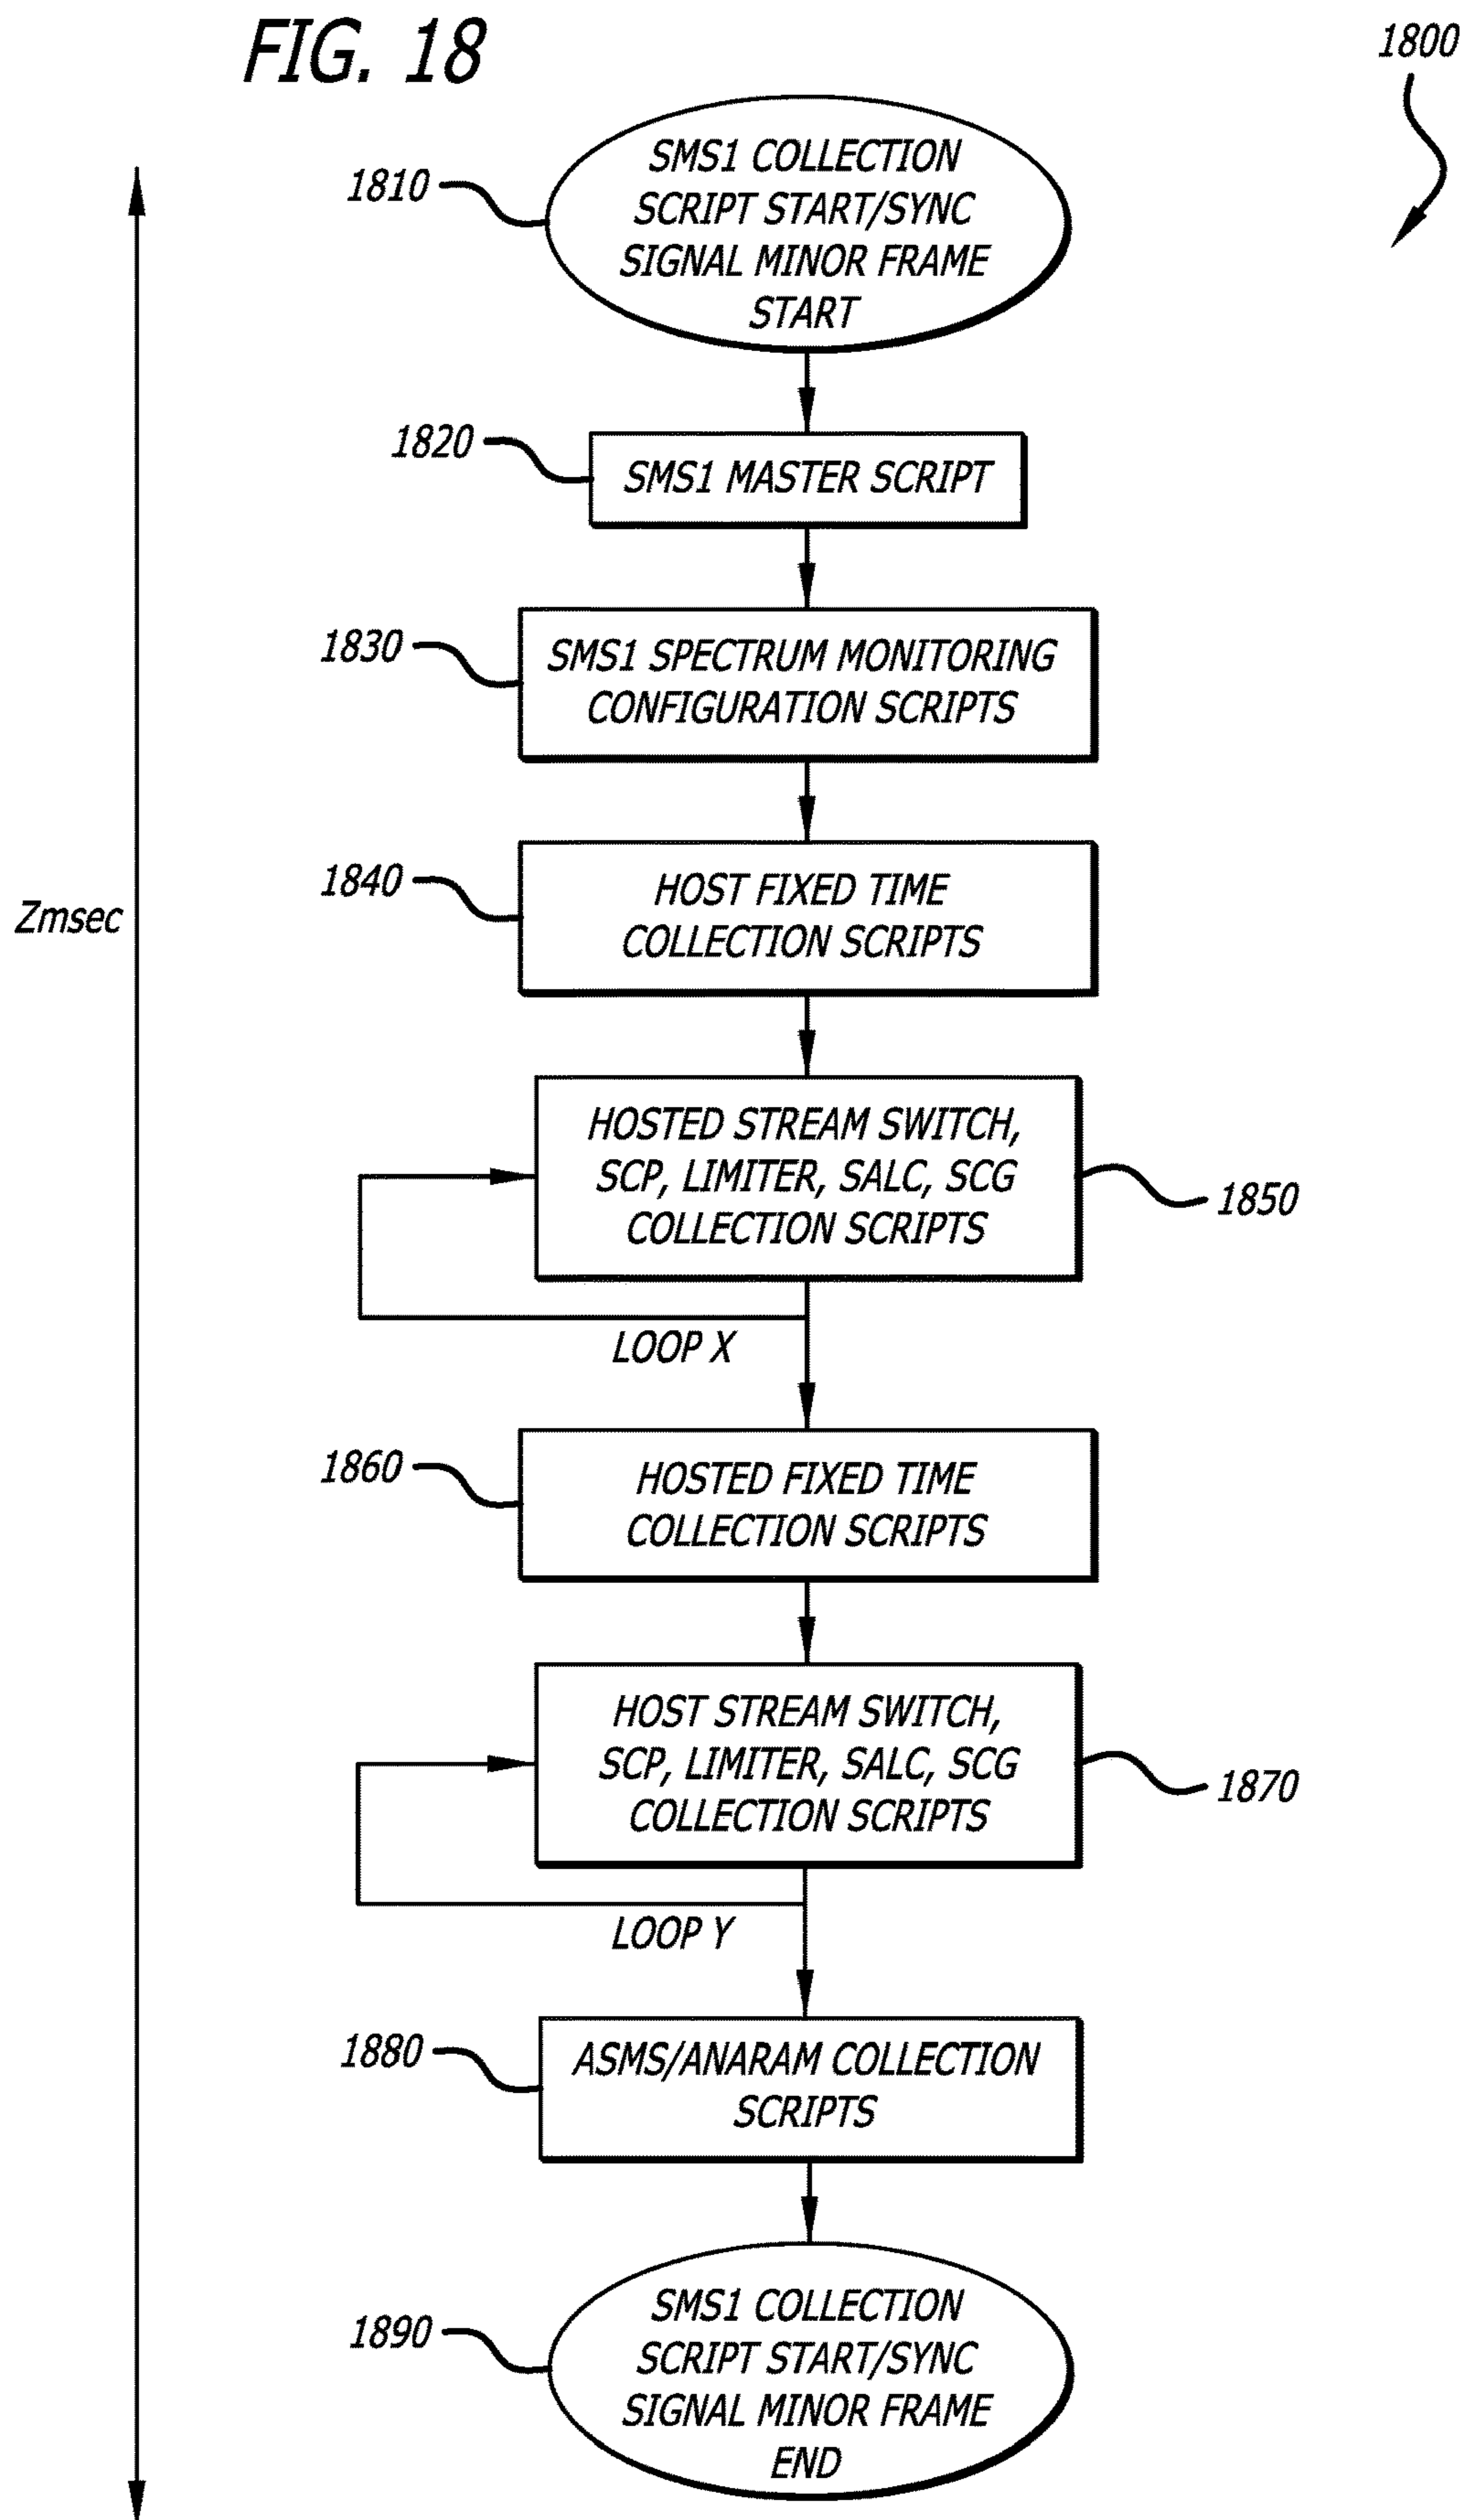 FIG. 18
1800
SMS1 COLLECTION
SCRIPT START/SYNC
SIGNAL MINOR FRAME
START
1810
1820
SMS1 MASTER SCRIPT
1830
SMS1 SPECTRUM MONITORING
CONFIGURATION SCRIPTS
1840
HOST FIXED TIME
COLLECTION SCRIPTS
Zmsec
HOSTED STREAM SWITCH,
SCP, LIMITER, SALC, SCG
COLLECTION SCRIPTS
1850
LOOP X
1860
HOSTED FIXED TIME
COLLECTION SCRIPTS
HOST STREAM SWITCH,
SCP, LIMITER, SALC, SCG
COLLECTION SCRIPTS
1870
LOOP Y
1880
ASMS/ANARAM COLLECTION
SCRIPTS
1890
SMS1 COLLECTION
SCRIPT START/SYNC
SIGNAL MINOR FRAME
END